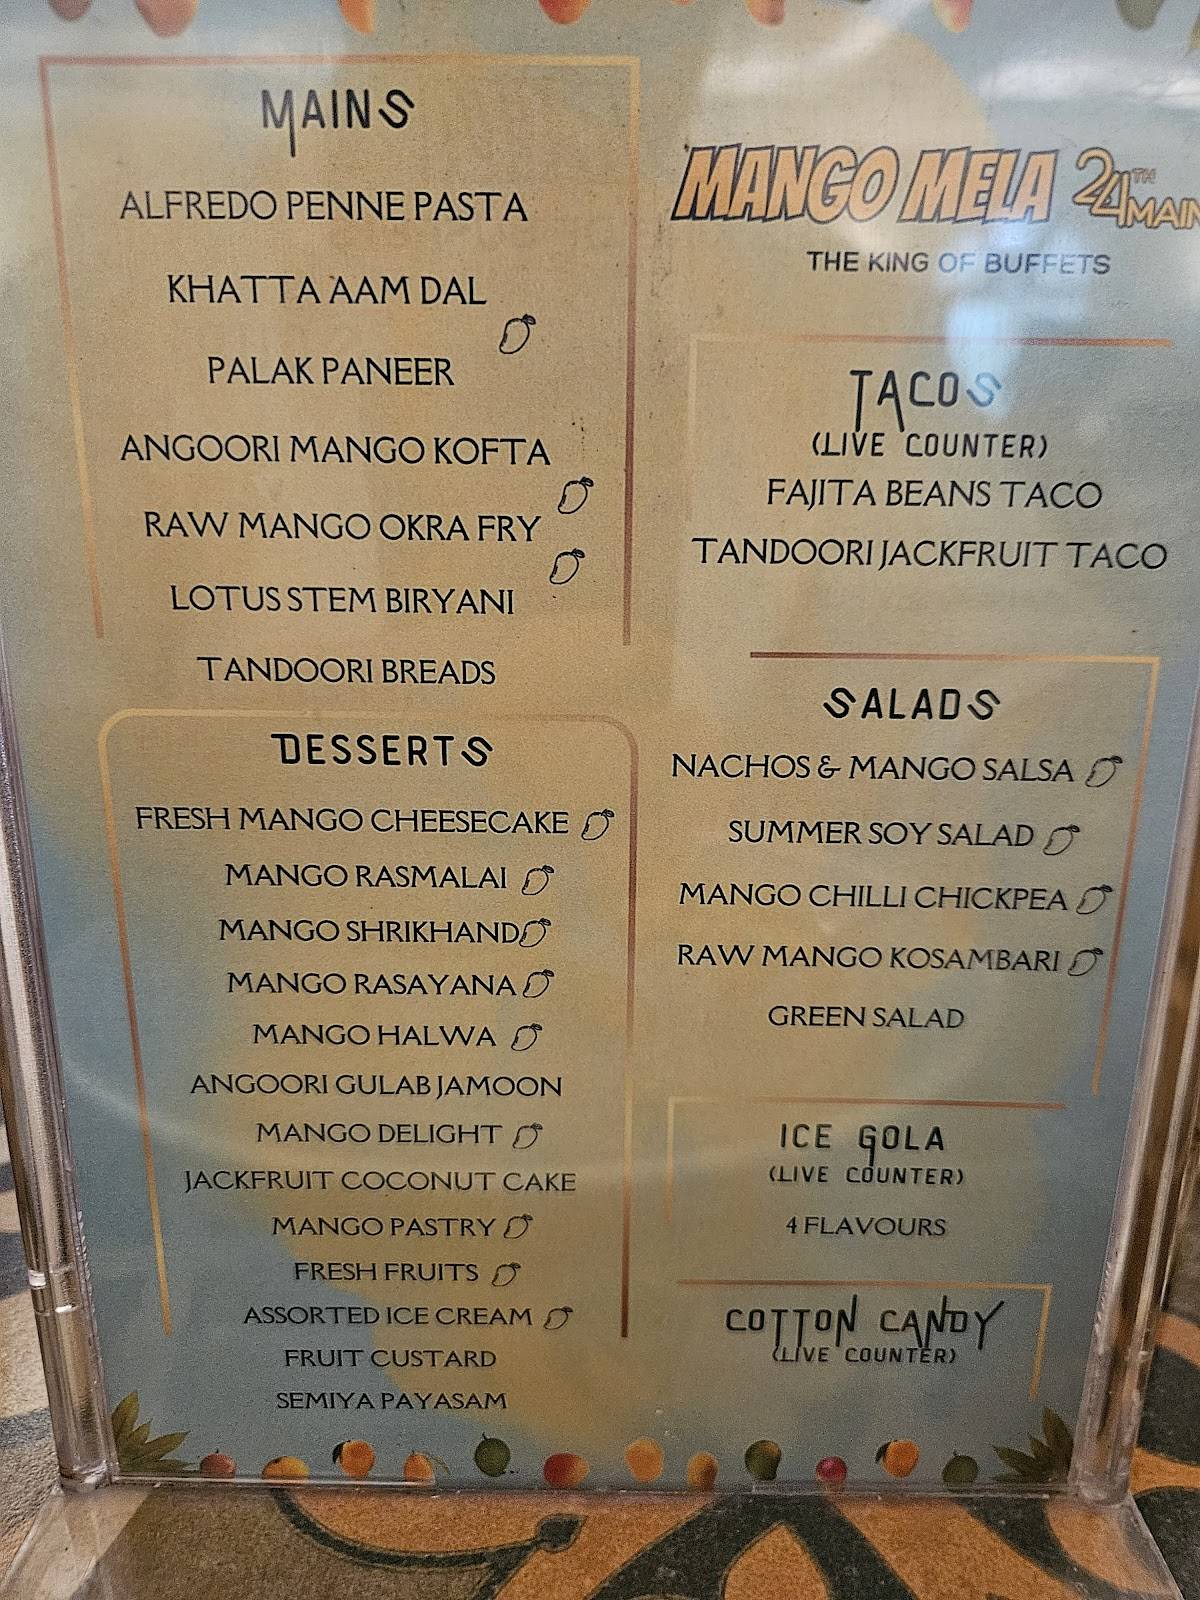 MAINS
ALFREDO PENNE PASTA
KHATTA AAM DAL
PALAK PANEER
ANGOORI MANGO KOFTA
RAW MANGO OKRA FRY
LOTUS STEM BIRYANI
TANDOORI BREADS
DESSERTS
FRESH MANGO CHEESECAKE
MANGO RASMALAI
MANGO SHRIKHAND
MANGO RASAYANA
MANGO HALWA
ANGOORI GULAB JAMOON
MANGO DELIGHT
JACKFRUIT COCONUT CAKE
MANGO PASTRY
FRESH FRUITS
ASSORTED ICE CREAM
FRUIT CUSTARD
SEMIYA PAYASAM
MANGO MELA 24TH MAIN
THE KING OF BUFFETS
TACOS
(LIVE COUNTER)
FAJITA BEANS TACO
TANDOORI JACKFRUIT TACO
SALADS
NACHOS & MANGO SALSA
SUMMER SOY SALAD
MANGO CHILLI CHICKPEA
RAW MANGO KOSAMBARI
GREEN SALAD
ICE GOLA
(LIVE COUNTER)
4 FLAVOURS
COTTON CANDY
(LIVE COUNTER)